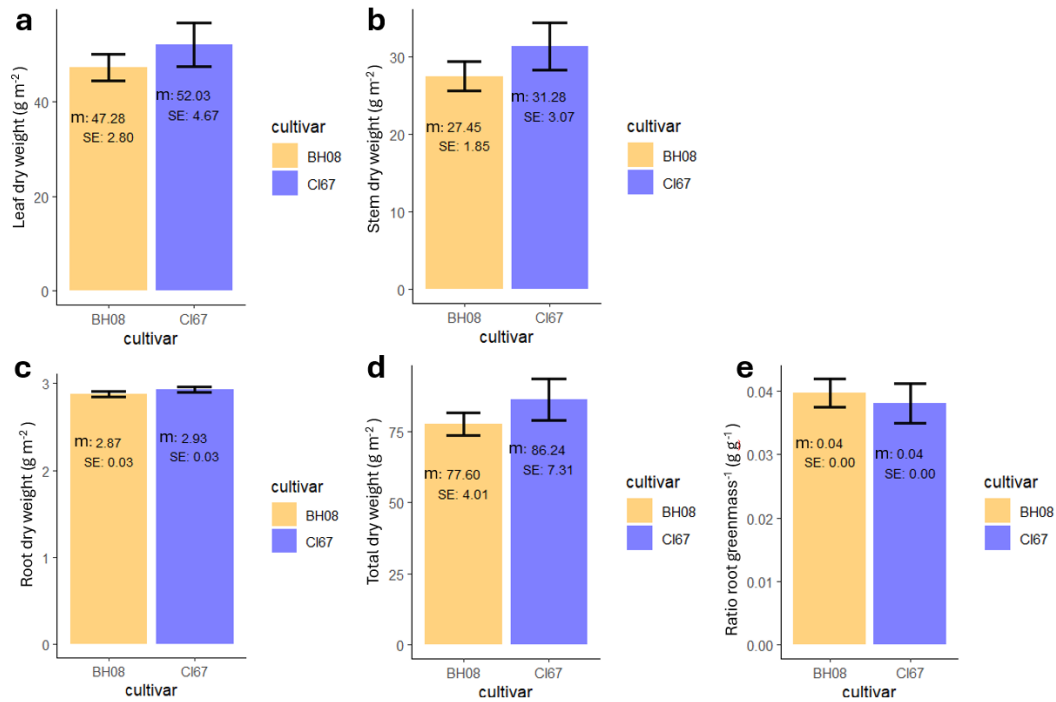 a
Leaf dry weight (g m⁻²)
40
20
0
m: 47.28
SE: 2.80
m: 52.03
SE: 4.67
BH08
CI67
cultivar
cultivar
BH08
CI67
b
Stem dry weight (g m⁻²)
30
20
10
0
m: 27.45
SE: 1.85
m: 31.28
SE: 3.07
BH08
CI67
cultivar
cultivar
BH08
CI67
c
Root dry weight (g m⁻²)
3
2
1
0
m: 2.87
SE: 0.03
m: 2.93
SE: 0.03
BH08
CI67
cultivar
cultivar
BH08
CI67
d
Total dry weight (g m⁻²)
75
50
25
0
m: 77.60
SE: 4.01
m: 86.24
SE: 7.31
BH08
CI67
cultivar
cultivar
BH08
CI67
e
Ratio root greenmass⁻¹ (g g⁻¹)
0.04
0.03
0.02
0.01
0.00
m: 0.04
SE: 0.00
m: 0.04
SE: 0.00
BH08
CI67
cultivar
cultivar
BH08
CI67